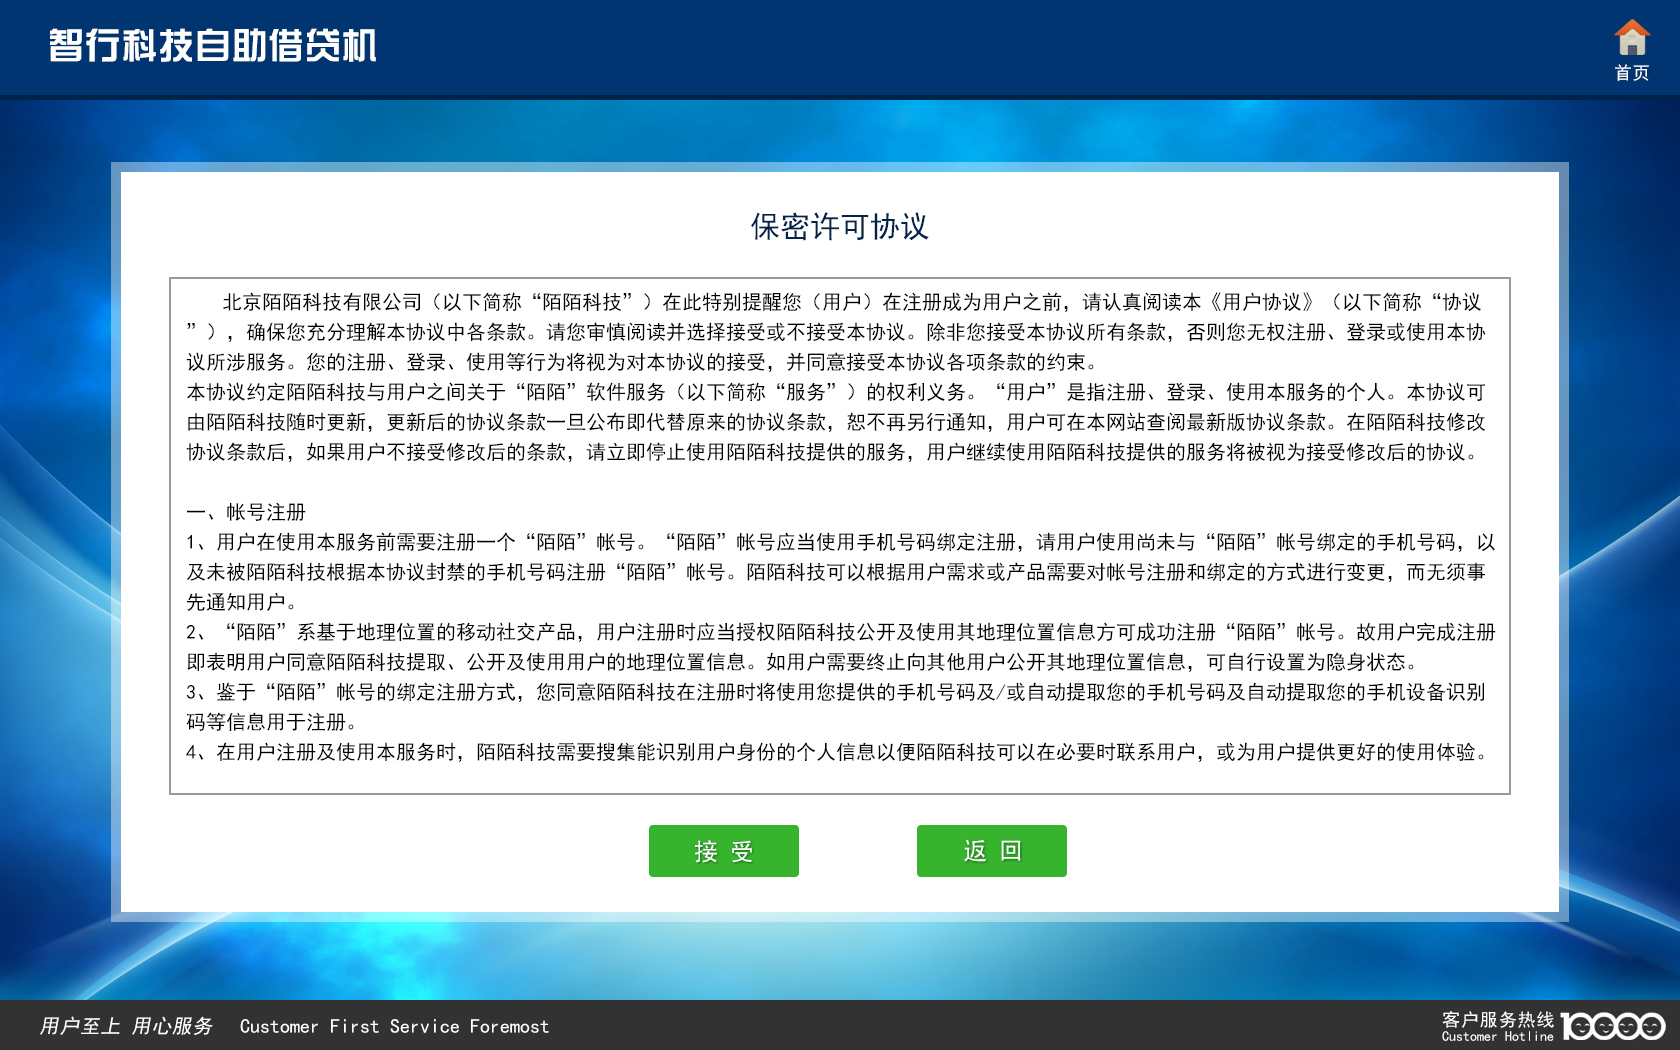 智行科技自助借贷机
首页
保密许可协议
北京陌陌科技有限公司（以下简称“陌陌科技”）在此特别提醒您（用户）在注册成为用户之前，请认真阅读本《用户协议》（以下简称“协议
”），确保您充分理解本协议中各条款。请您审慎阅读并选择接受或不接受本协议。除非您接受本协议所有条款，否则您无权注册、登录或使用本协
议所涉服务。您的注册、登录、使用等行为将视为对本协议的接受，并同意接受本协议各项条款的约束。
本协议约定陌陌科技与用户之间关于“陌陌”软件服务（以下简称“服务”）的权利义务。“用户”是指注册、登录、使用本服务的个人。本协议可
由陌陌科技随时更新，更新后的协议条款一旦公布即代替原来的协议条款，恕不再另行通知，用户可在本网站查阅最新版协议条款。在陌陌科技修改
协议条款后，如果用户不接受修改后的条款，请立即停止使用陌陌科技提供的服务，用户继续使用陌陌科技提供的服务将被视为接受修改后的协议。
一、帐号注册
1、用户在使用本服务前需要注册一个“陌陌”帐号。“陌陌”帐号应当使用手机号码绑定注册，请用户使用尚未与“陌陌”帐号绑定的手机号码，以
及未被陌陌科技根据本协议封禁的手机号码注册“陌陌”帐号。陌陌科技可以根据用户需求或产品需要对帐号注册和绑定的方式进行变更，而无须事
先通知用户。
2、“陌陌”系基于地理位置的移动社交产品，用户注册时应当授权陌陌科技公开及使用其地理位置信息方可成功注册“陌陌”帐号。故用户完成注册
即表明用户同意陌陌科技提取、公开及使用用户的地理位置信息。如用户需要终止向其他用户公开其地理位置信息，可自行设置为隐身状态。
3、鉴于“陌陌”帐号的绑定注册方式，您同意陌陌科技在注册时将使用您提供的手机号码及/或自动提取您的手机号码及自动提取您的手机设备识别
码等信息用于注册。
4、在用户注册及使用本服务时，陌陌科技需要搜集能识别用户身份的个人信息以便陌陌科技可以在必要时联系用户，或为用户提供更好的使用体验。
接 受
返 回
用户至上 用心服务 Customer First Service Foremost
客户服务热线 10000
Customer Hotline